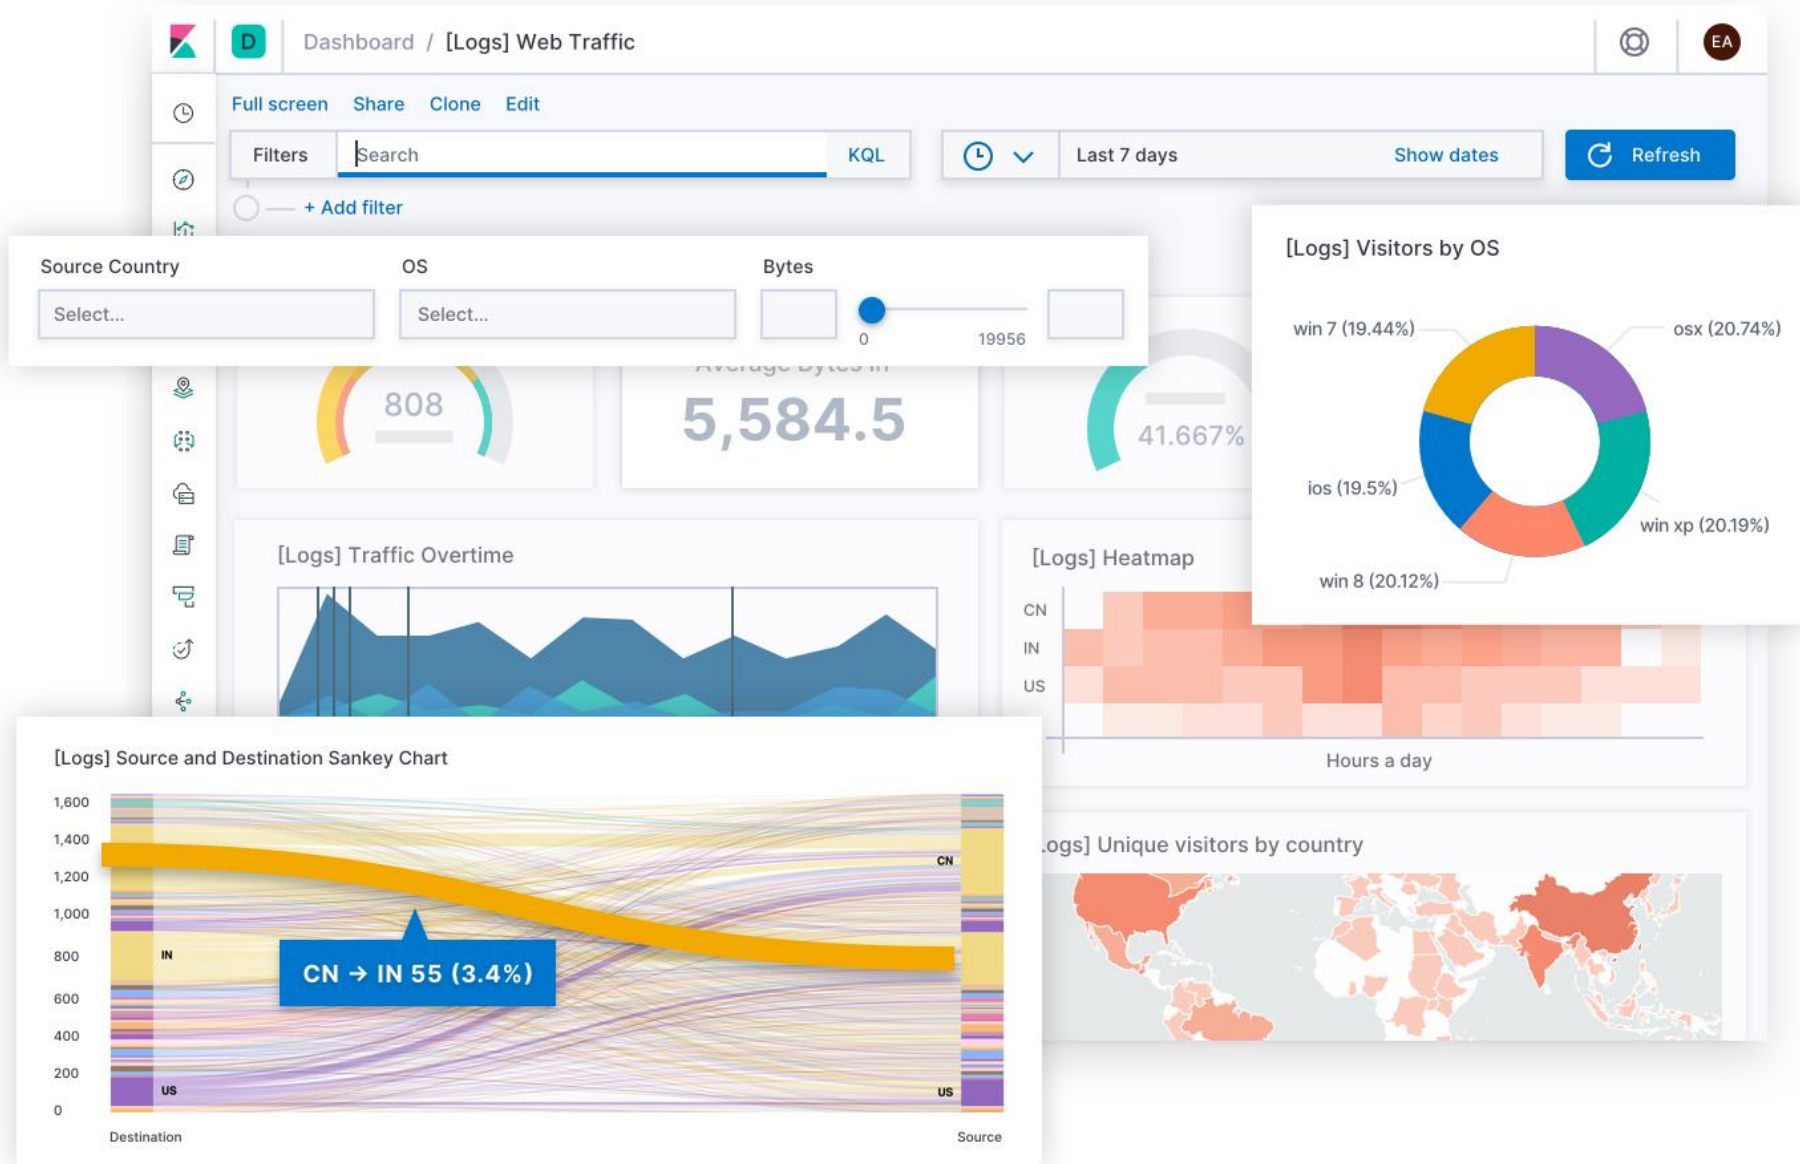 D
Dashboard / [Logs] Web Traffic
EA
Full screen Share Clone Edit
Filters Search KQL
Last 7 days Show dates
Refresh
+ Add filter
Source Country OS Bytes
Select... Select...
0 19956
808
Average Bytes In
5,584.5
41.667%
[Logs] Visitors by OS
win 7 (19.44%)
osx (20.74%)
ios (19.5%)
win xp (20.19%)
win 8 (20.12%)
[Logs] Traffic Overtime
[Logs] Heatmap
CN
IN
US
Hours a day
[Logs] Source and Destination Sankey Chart
1,600
1,400
1,200
1,000
800
600
400
200
0
CN
IN
CN → IN 55 (3.4%)
US
US
Destination
Source
Logs] Unique visitors by country